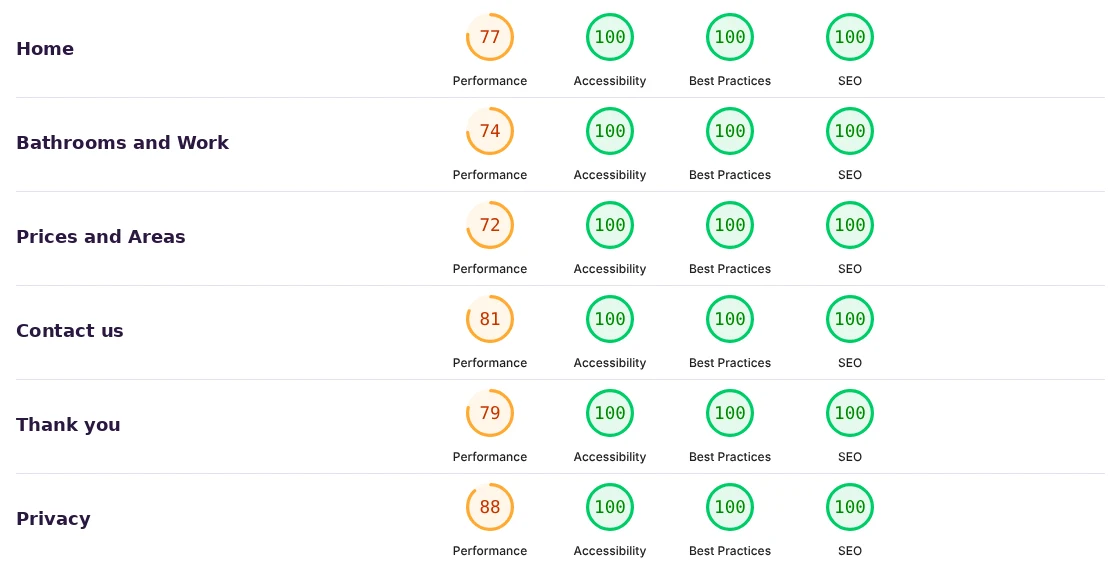 Home
77 100 100 100
Performance Accessibility Best Practices SEO
Bathrooms and Work
74 100 100 100
Performance Accessibility Best Practices SEO
Prices and Areas
72 100 100 100
Performance Accessibility Best Practices SEO
Contact us
81 100 100 100
Performance Accessibility Best Practices SEO
Thank you
79 100 100 100
Performance Accessibility Best Practices SEO
Privacy
88 100 100 100
Performance Accessibility Best Practices SEO